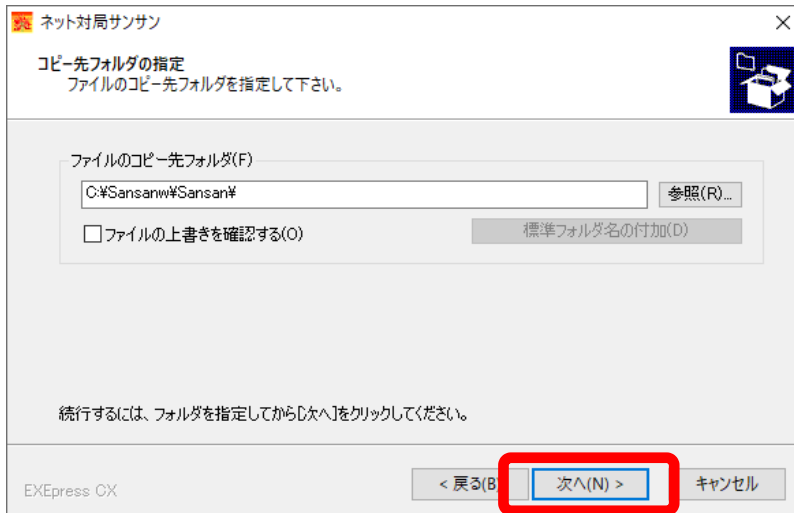 ネット対局サンサン
コピー先フォルダの指定
ファイルのコピー先フォルダを指定して下さい。
ファイルのコピー先フォルダ(F)
C:¥Sansanw¥Sansan¥
参照(R)...
ファイルの上書きを確認する(O)
標準フォルダ名の付加(D)
続行するには、フォルダを指定してから[次へ]をクリックしてください。
EXEpress CX
< 戻る(B)
次へ(N) >
キャンセル